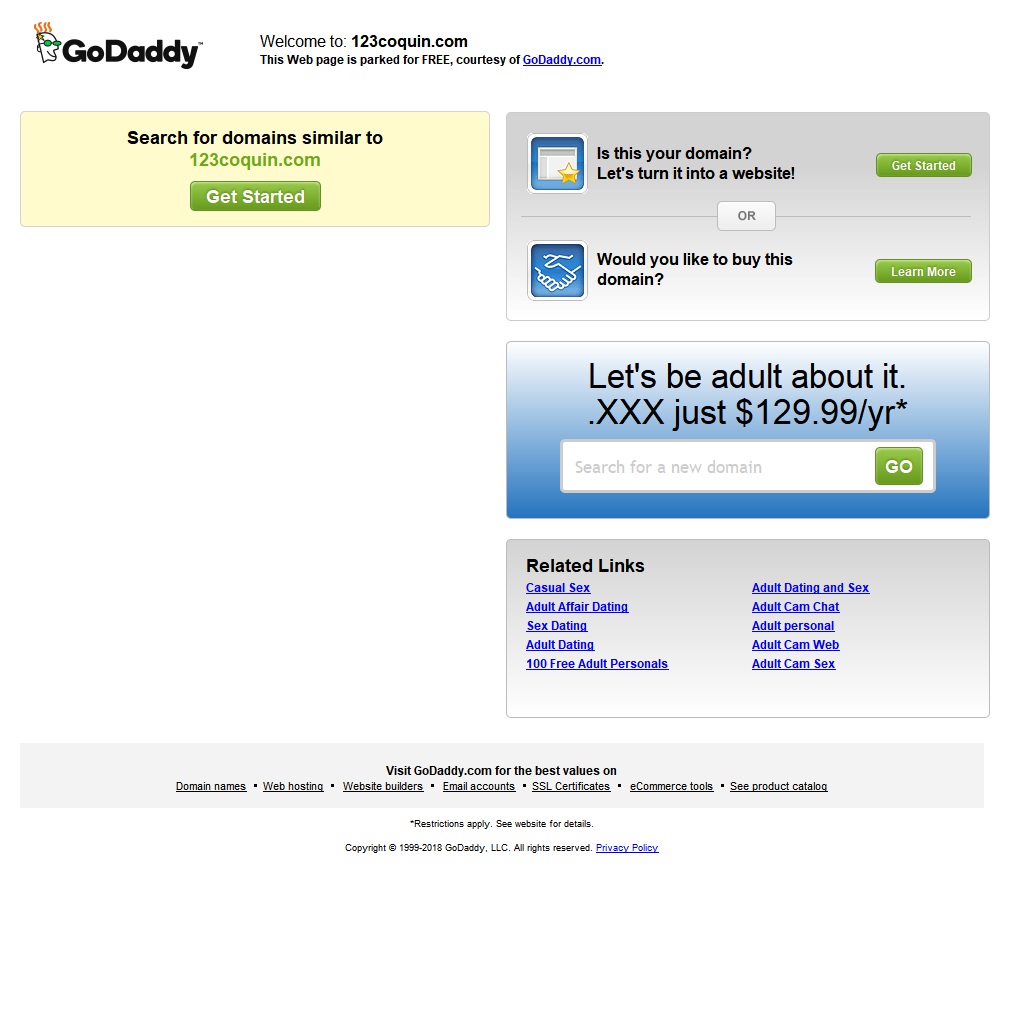 GoDaddy™
Welcome to: 123coquin.com
This Web page is parked for FREE, courtesy of GoDaddy.com.
Search for domains similar to
123coquin.com
Get Started
Is this your domain?
Let's turn it into a website!
Get Started
OR
Would you like to buy this
domain?
Learn More
Let's be adult about it.
.XXX just $129.99/yr*
Search for a new domain
GO
Related Links
Casual Sex
Adult Affair Dating
Sex Dating
Adult Dating
100 Free Adult Personals
Adult Dating and Sex
Adult Cam Chat
Adult personal
Adult Cam Web
Adult Cam Sex
Visit GoDaddy.com for the best values on
Domain names ▪ Web hosting ▪ Website builders ▪ Email accounts ▪ SSL Certificates ▪ eCommerce tools ▪ See product catalog
*Restrictions apply. See website for details.
Copyright © 1999-2018 GoDaddy, LLC. All rights reserved. Privacy Policy